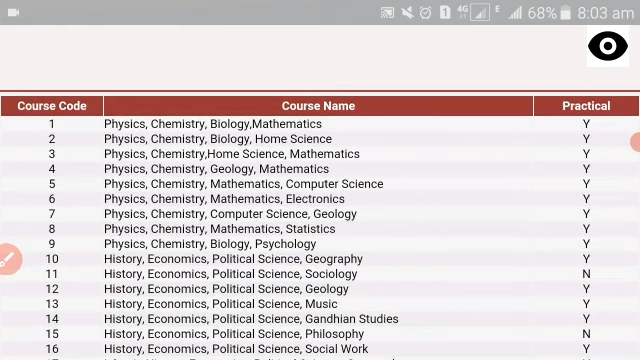 4G E 68% 8:03 am
Course Code Course Name Practical
1 Physics, Chemistry, Biology,Mathematics Y
2 Physics, Chemistry, Biology, Home Science Y
3 Physics, Chemistry,Home Science, Mathematics Y
4 Physics, Chemistry, Geology, Mathematics Y
5 Physics, Chemistry, Mathematics, Computer Science Y
6 Physics, Chemistry, Mathematics, Electronics Y
7 Physics, Chemistry, Computer Science, Geology Y
8 Physics, Chemistry, Mathematics, Statistics Y
9 Physics, Chemistry, Biology, Psychology Y
10 History, Economics, Political Science, Geography Y
11 History, Economics, Political Science, Sociology N
12 History, Economics, Political Science, Geology Y
13 History, Economics, Political Science, Music Y
14 History, Economics, Political Science, Gandhian Studies Y
15 History, Economics, Political Science, Philosophy N
16 History, Economics, Political Science, Social Work Y